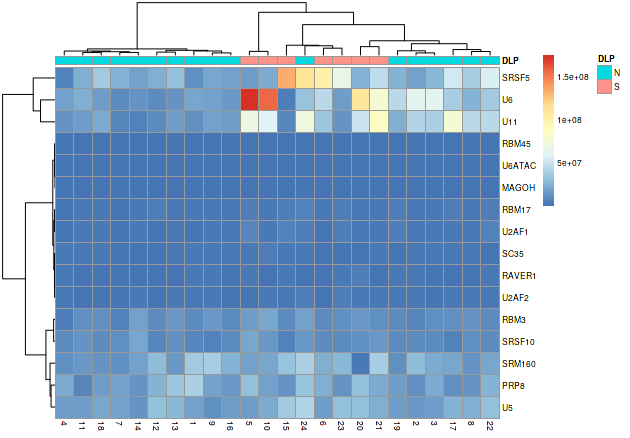 DLP
SRSF5
U6
U11
RBM45
U6ATAC
MAGOH
RBM17
U2AF1
SC35
RAVER1
U2AF2
RBM3
SRSF10
SRM160
PRP8
U5
4 11 18 7 14 12 13 1 9 16 5 10 15 24 6 23 20 21 19 2 3 17 8 22
1.5e+08
1e+08
5e+07
DLP
N
S